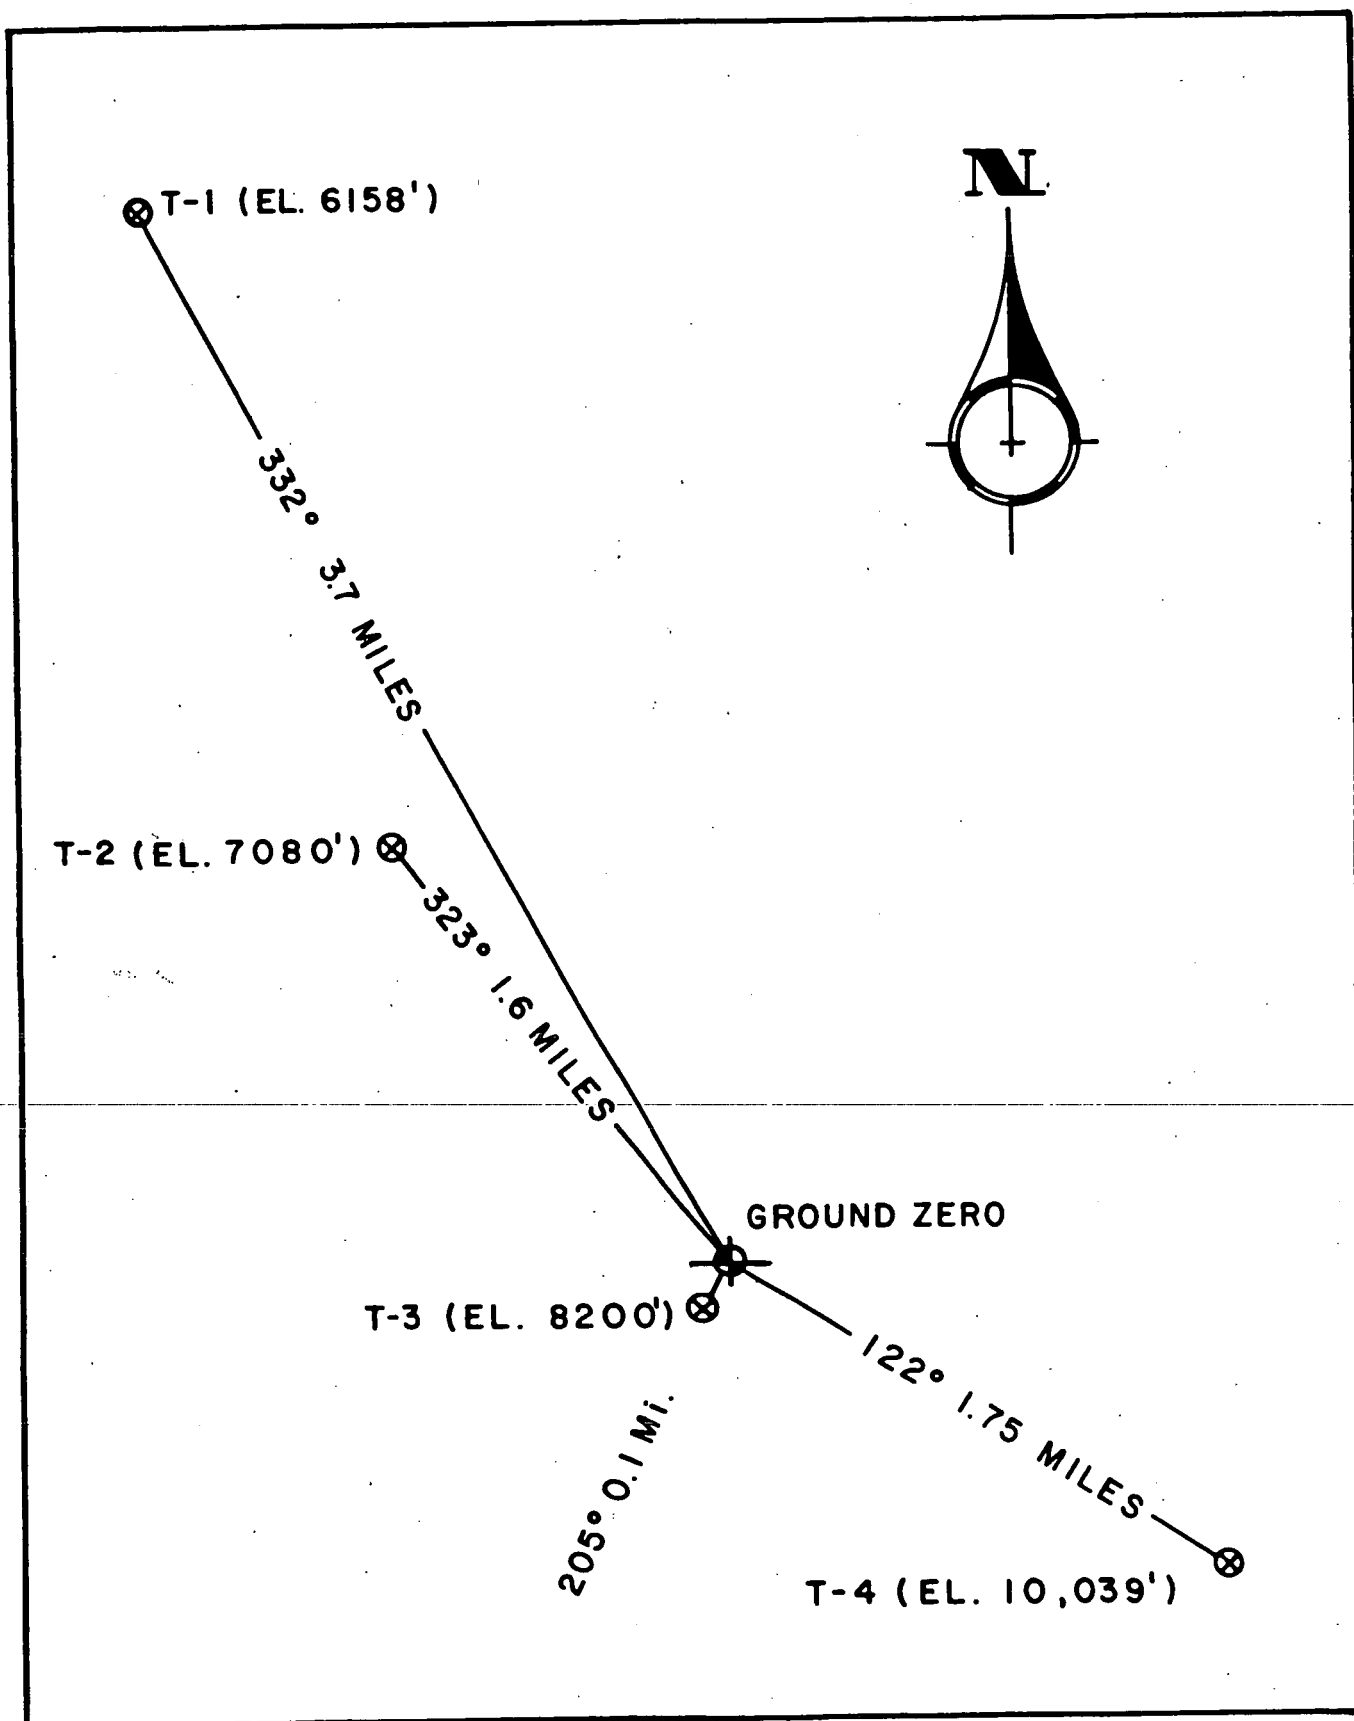 N
T-1 (EL. 6158')
332° 3.7 MILES
T-2 (EL. 7080')
323° 1.6 MILES
GROUND ZERO
T-3 (EL. 8200')
122° 1.75 MILES
205° 0.1 Mi.
T-4 (EL. 10,039')